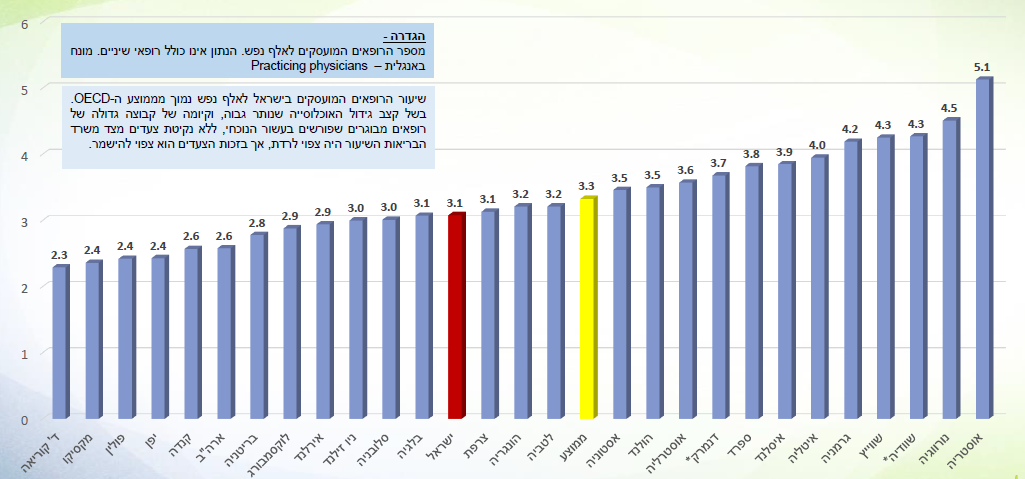 הגדרה -
מספר הרופאים המועסקים לאלף נפש. הנתון אינו כולל רופאי שיניים. מונח
באנגלית – Practicing physicians
שיעור הרופאים המועסקים בישראל לאלף נפש נמוך מממוצע ה-OECD.
בשל קצב גידול האוכלוסייה שנותר גבוה, וקיומה של קבוצה גדולה של
רופאים מבוגרים שפורשים בעשור הנוכחי, ללא נקיטת צעדים מצד משרד
הבריאות השיעור היה צפוי לרדת, אך בזכות הצעדים הוא צפוי להישמר.
6
5
4
3
2
1
0
2.3
2.4
2.4
2.4
2.6
2.6
2.8
2.9
2.9
3.0
3.0
3.1
3.1
3.1
3.2
3.2
3.3
3.5
3.5
3.6
3.7
3.8
3.9
4.0
4.2
4.3
4.3
4.5
5.1
ד' קוריאה
מקסיקו
פולין
יפן
קנדה
ארה"ב
בריטניה
לוקסמבורג
אירלנד
ניו זילנד
סלובניה
בלגיה
ישראל
צרפת
הונגריה
לטביה
ממוצע
אסטוניה
הולנד
אוסטרליה
דנמרק*
ספרד
איסלנד
איטליה
גרמניה
שווייץ
שוודיה*
נורווגיה
אוסטריה